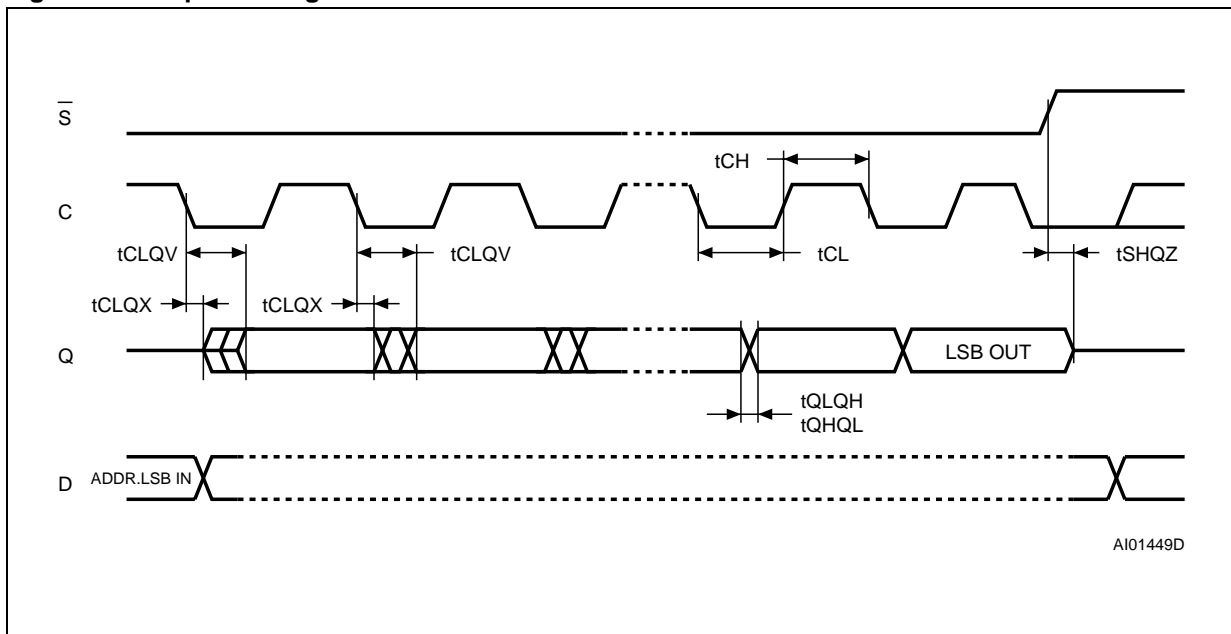 S
tCH
C
tCLQV
tCLQV
tCL
tSHQZ
tCLQX
tCLQX
Q
LSB OUT
tQLQH
tQHQL
D
ADDR.LSB IN
AI01449D